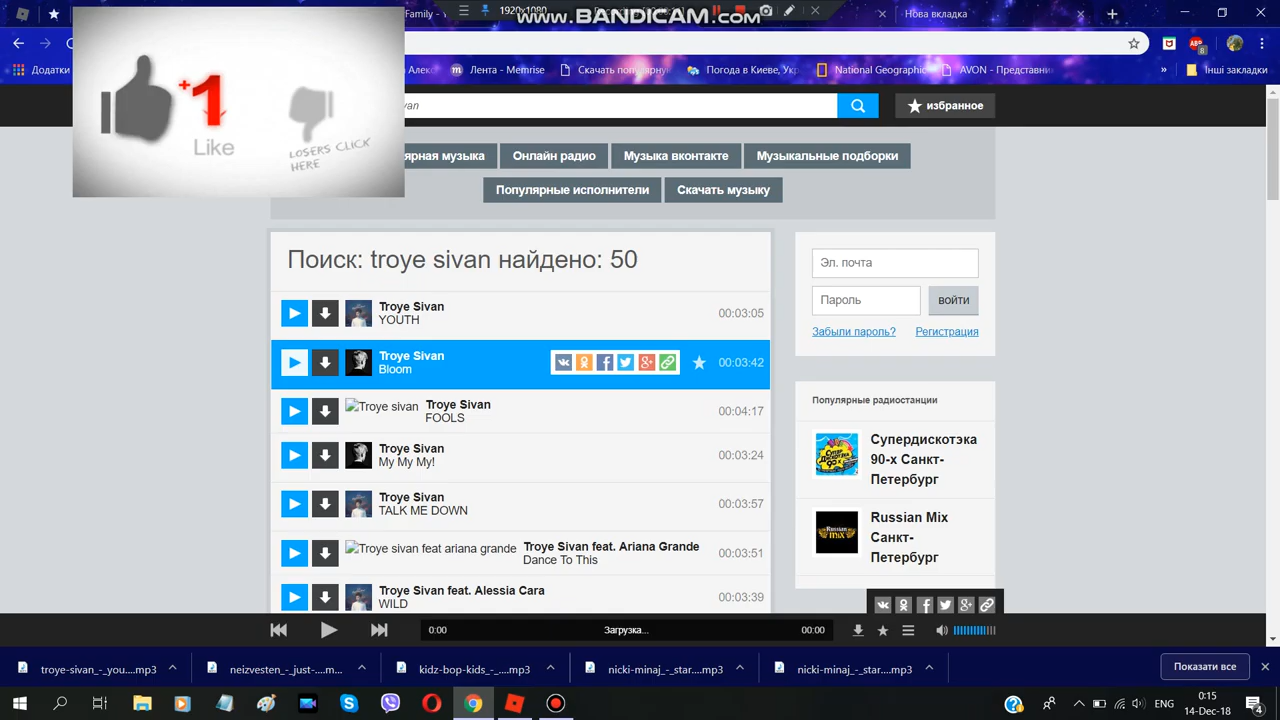 Family
1920x1080
www.BANDICAM.com
Додатки
Алекс
Лента - Memrise
Скачать популярну
Погода в Киеве, Ук
National Geographic
AVON - Представни
»
Інші закладки
van
избранное
ярная музыка
Онлайн радио
Музыка вконтакте
Музыкальные подборки
Популярные исполнители
Скачать музыку
+1
Like
LOSERS CLICK
HERE
Поиск: troye sivan найдено: 50
Troye Sivan
YOUTH
00:03:05
Troye Sivan
Bloom
00:03:42
Troye sivan
Troye Sivan
FOOLS
00:04:17
Troye Sivan
My My My!
00:03:24
Troye Sivan
TALK ME DOWN
00:03:57
Troye sivan feat ariana grande
Troye Sivan feat. Ariana Grande
Dance To This
00:03:51
Troye Sivan feat. Alessia Cara
WILD
00:03:39
Эл. почта
Пароль
ВОЙТИ
Забыли пароль?
Регистрация
Популярные радиостанции
Супердискотэка
90-х Санкт-
Петербург
Russian Mix
Санкт-
Петербург
0:00
Загрузка...
00:00
troye-sivan_-_you....mp3
neizvesten_-_just-....m...
kidz-bop-kids_-_....mp3
nicki-minaj_-_star....mp3
nicki-minaj_-_star....mp3
Показати все
0:15
14-Dec-18
4